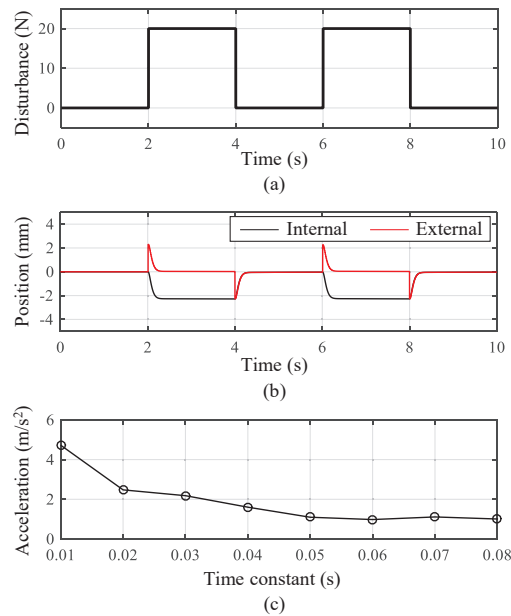 20
10
0
Disturbance (N)
0 2 4 6 8 10
Time (s)
(a)
Internal External
4
2
0
-2
-4
Position (mm)
0 2 4 6 8 10
Time (s)
(b)
6
4
2
0
Acceleration (m/s²)
0.01 0.02 0.03 0.04 0.05 0.06 0.07 0.08
Time constant (s)
(c)